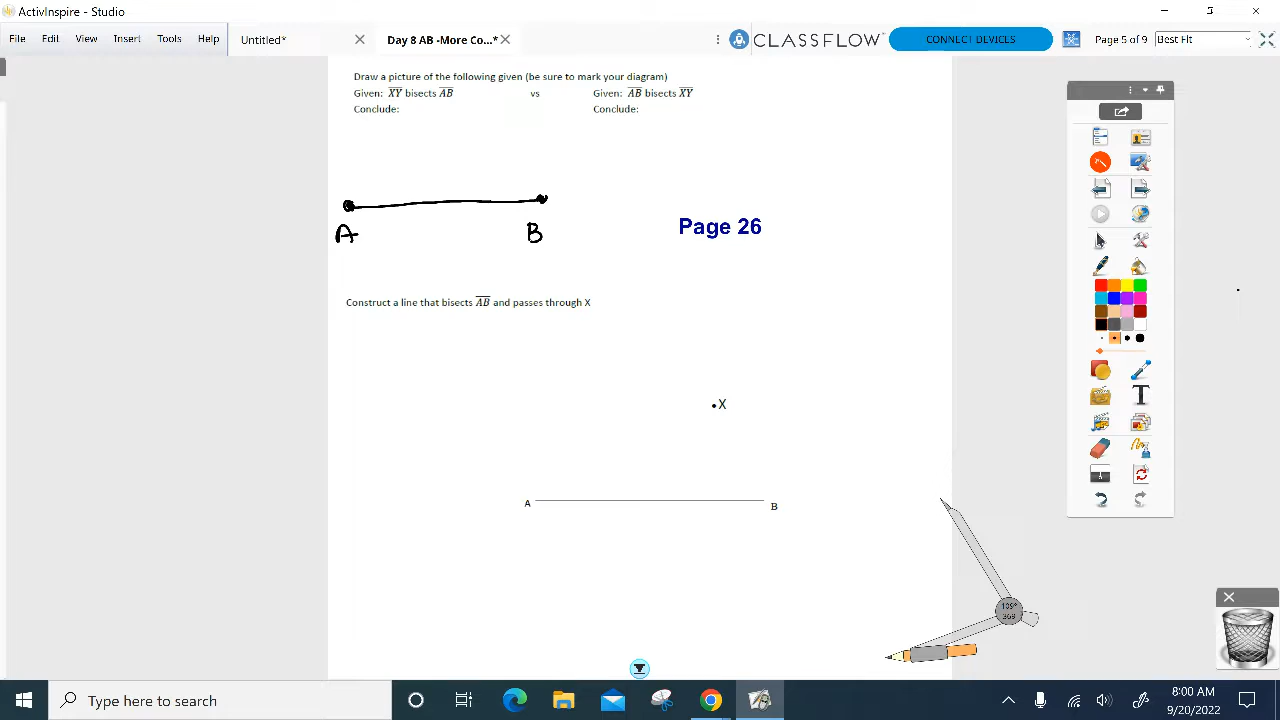 ActivInspire - Studio
File Edit View Insert Tools Help Untitled* Day 8 AB -More Co...* CLASSFLOW CONNECT DEVICES Page 5 of 9 Best Fit
Draw a picture of the following given (be sure to mark your diagram)
Given: XY bisects AB vs Given: AB bisects XY
Conclude: Conclude:
A B
Page 26
Construct a line that bisects AB and passes through X
X
A B
Type here to search
8:00 AM
9/20/2022